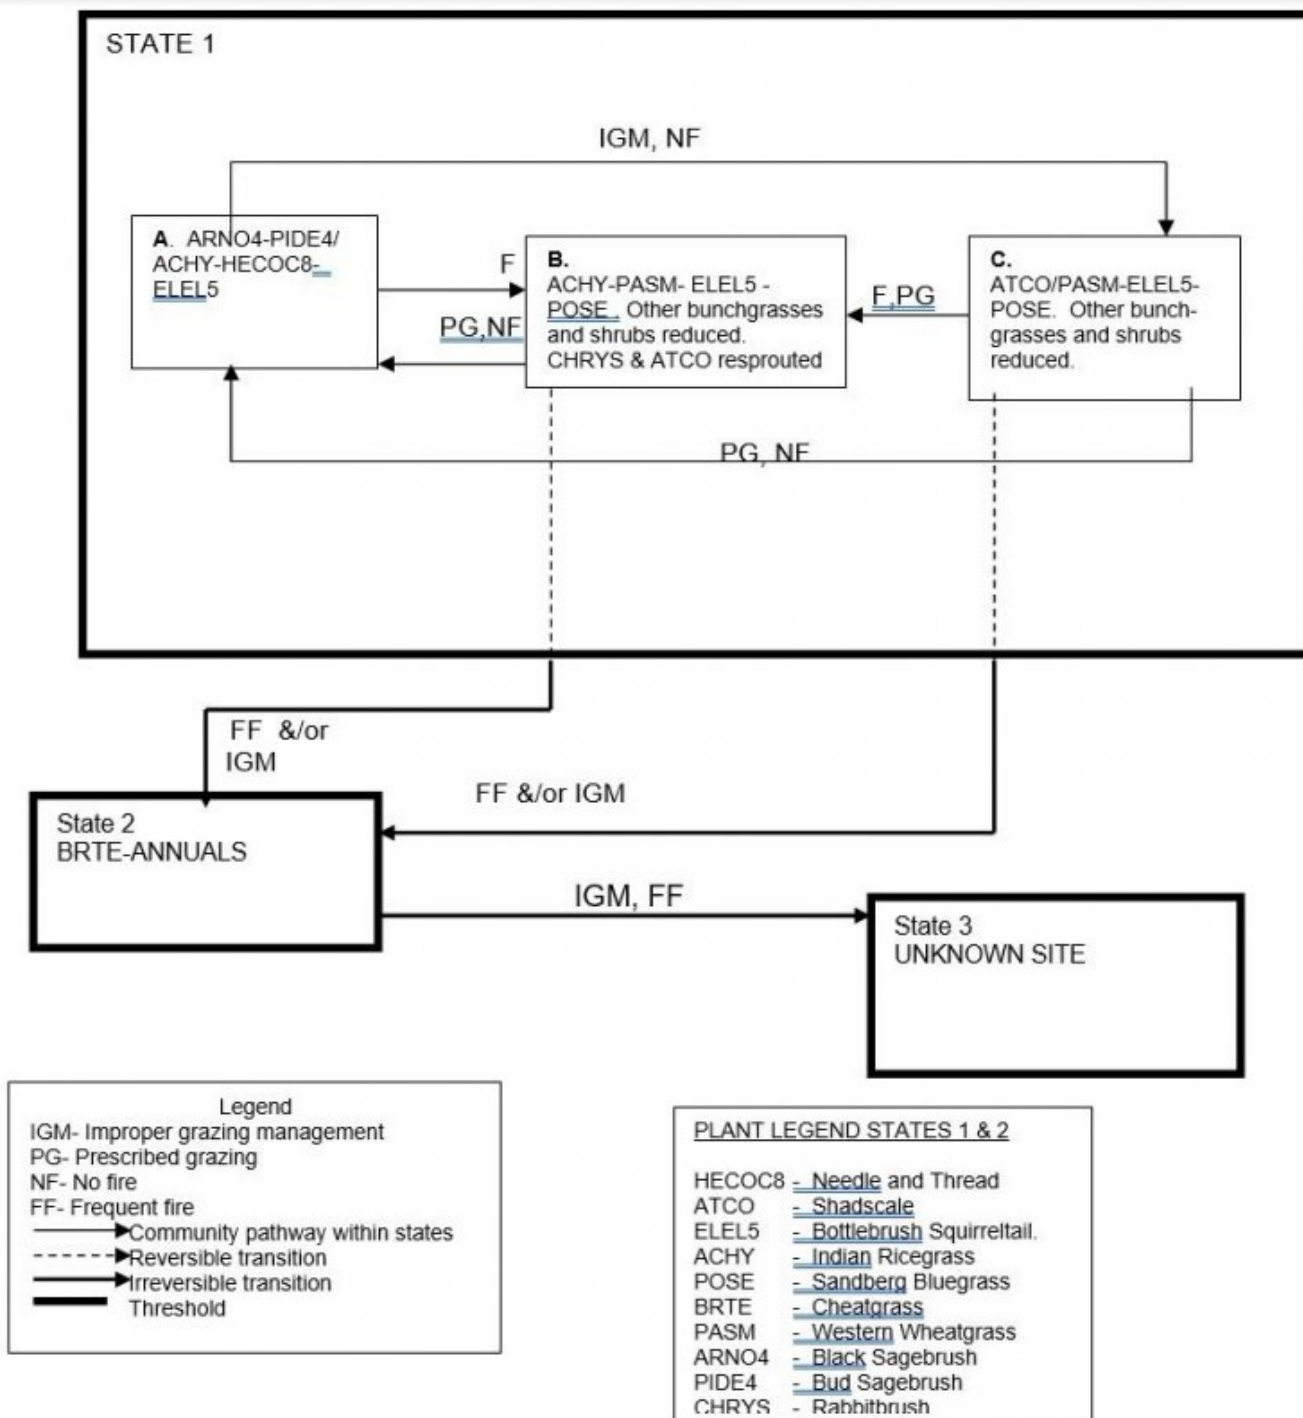 STATE 1
IGM, NF
A. ARNO4-PIDE4/
ACHY-HECOC8-
ELEL5
F
PG,NF
B.
ACHY-PASM- ELEL5 -
POSE . Other bunchgrasses
and shrubs reduced.
CHRYS & ATCO resprouted
F,PG
C.
ATCO/PASM-ELEL5-
POSE. Other bunch-
grasses and shrubs
reduced.
PG, NF
FF &/or
IGM
FF &/or IGM
State 2
BRTE-ANNUALS
IGM, FF
State 3
UNKNOWN SITE
Legend
IGM- Improper grazing management
PG- Prescribed grazing
NF- No fire
FF- Frequent fire
Community pathway within states
Reversible transition
Irreversible transition
Threshold
PLANT LEGEND STATES 1 & 2
HECOC8 - Needle and Thread
ATCO - Shadscale
ELEL5 - Bottlebrush Squirreltail.
ACHY - Indian Ricegrass
POSE - Sandberg Bluegrass
BRTE - Cheatgrass
PASM - Western Wheatgrass
ARNO4 - Black Sagebrush
PIDE4 - Bud Sagebrush
CHRYS - Rabbitbrush